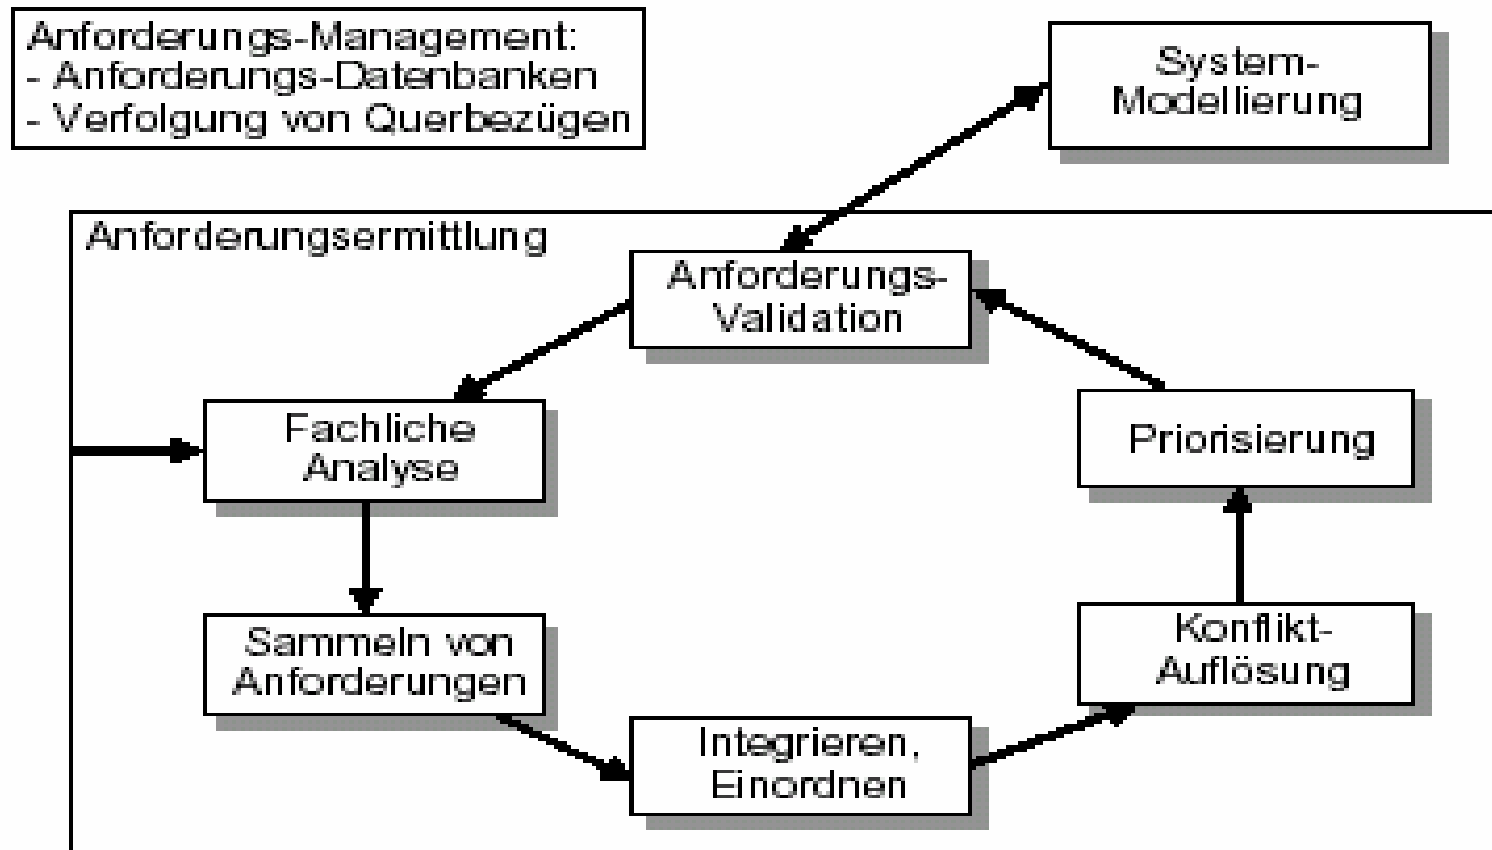 Anforderungs-Management:
- Anforderungs-Datenbanken
- Verfolgung von Querbezügen
System-
Modellierung
Anforderungsermittlung
Anforderungs-
Validation
Fachliche
Analyse
Priorisierung
Sammeln von
Anforderungen
Konflikt-
Auflösung
Integrieren,
Einordnen